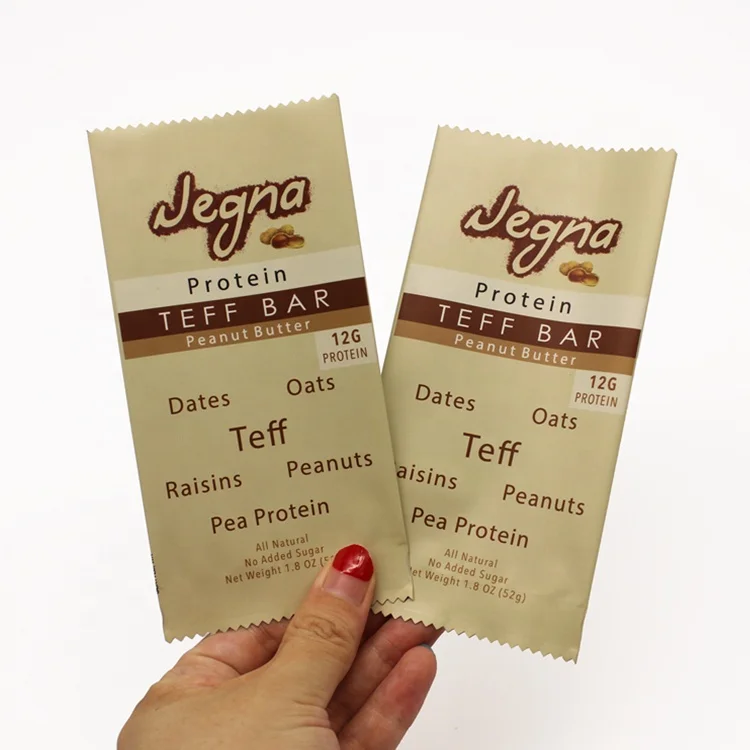 Jegna
Protein
TEFF BAR
Peanut Butter
12G
PROTEIN
Dates
Oats
Teff
Raisins
Peanuts
Pea Protein
All Natural
No Added Sugar
Net Weight 1.8 OZ
Jegna
Protein
TEFF BAR
Peanut Butter
12G
PROTEIN
Dates
Oats
Teff
aisins
Peanuts
Pea Protein
All Natural
No Added Sugar
Net Weight 1.8 OZ (52g)